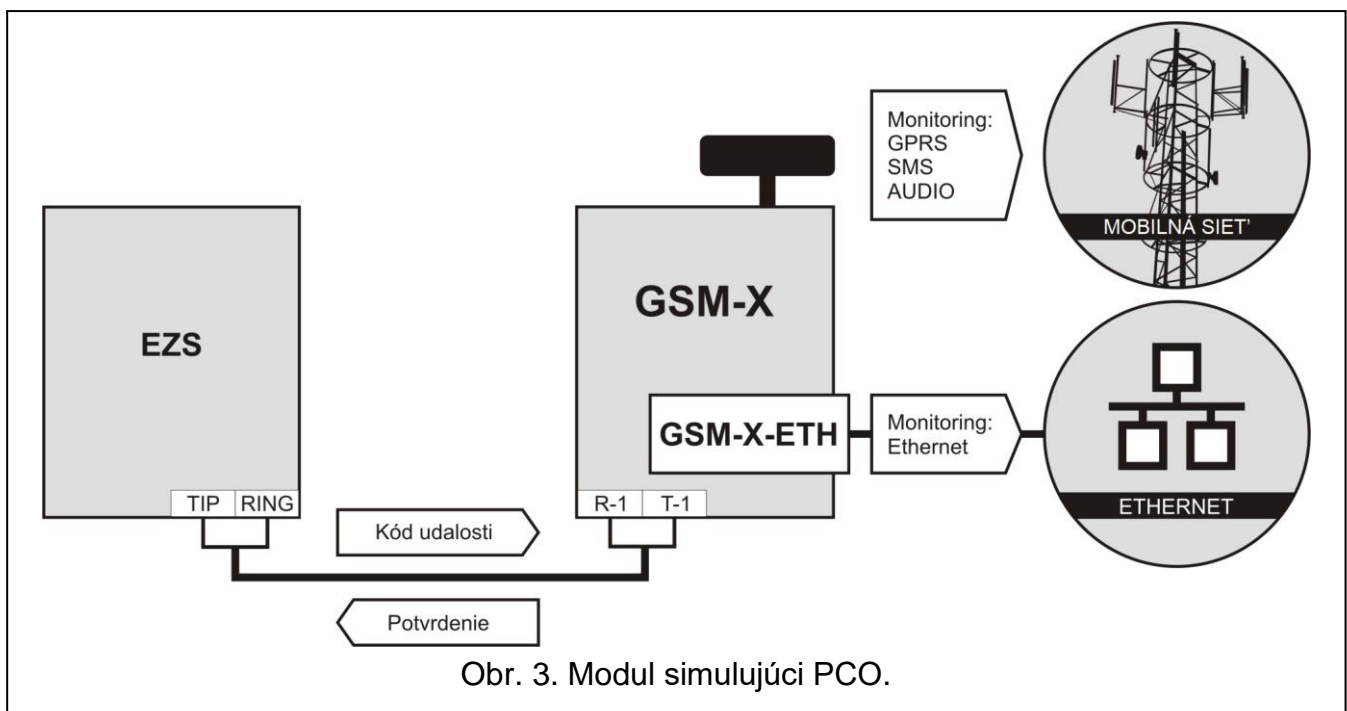 Monitoring:
GPRS
SMS
AUDIO
MOBILNÁ SIEŤ
EZS
GSM-X
GSM-X-ETH
Monitoring:
Ethernet
ETHERNET
TIP RING
R-1 T-1
Kód udalosti
Potvrdenie
Obr. 3. Modul simulujúci PCO.